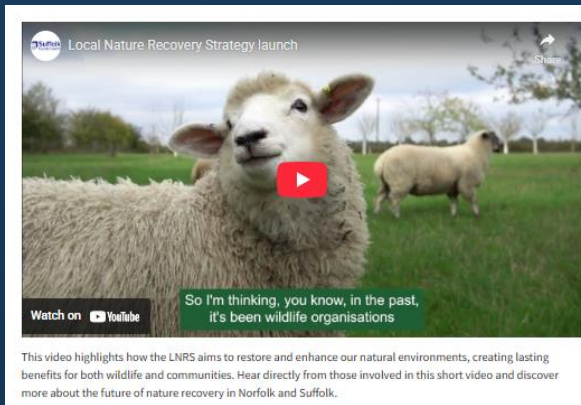 Suffolk
Local Nature Recovery Strategy launch
Share
So I'm thinking, you know, in the past,
it's been wildlife organisations
Watch on YouTube
This video highlights how the LNRS aims to restore and enhance our natural environments, creating lasting
benefits for both wildlife and communities. Hear directly from those involved in this short video and discover
more about the future of nature recovery in Norfolk and Suffolk.